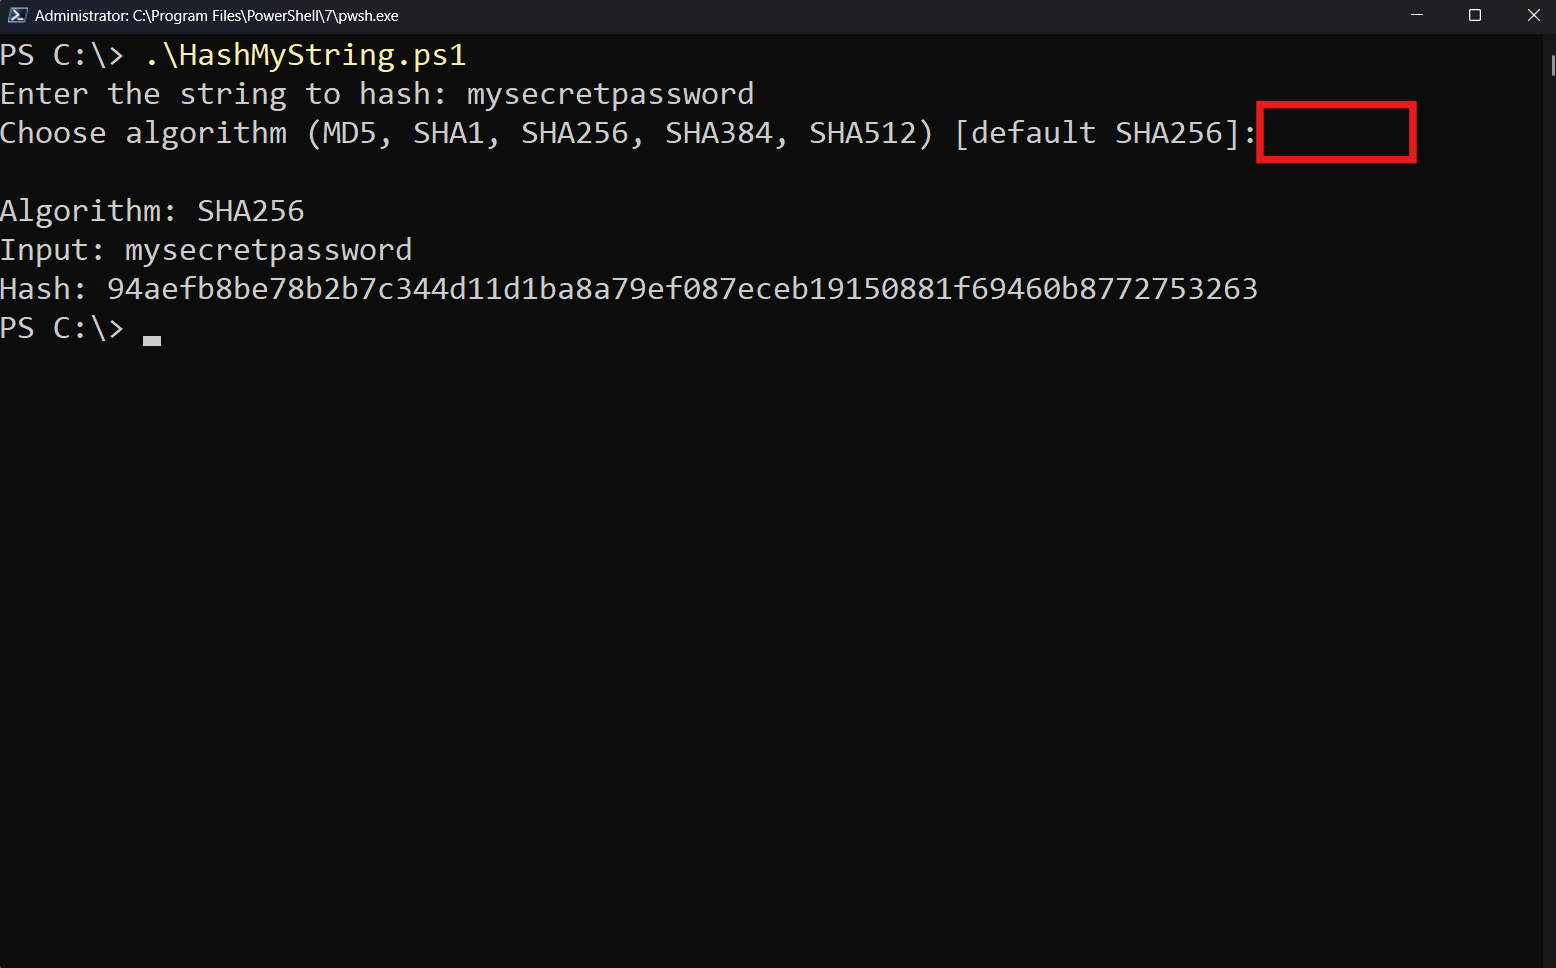 Administrator: C:\Program Files\PowerShell\7\pwsh.exe
PS C:\> .\HashMyString.ps1
Enter the string to hash: mysecretpassword
Choose algorithm (MD5, SHA1, SHA256, SHA384, SHA512) [default SHA256]:
Algorithm: SHA256
Input: mysecretpassword
Hash: 94aefb8be78b2b7c344d11d1ba8a79ef087eceb19150881f69460b8772753263
PS C:\>